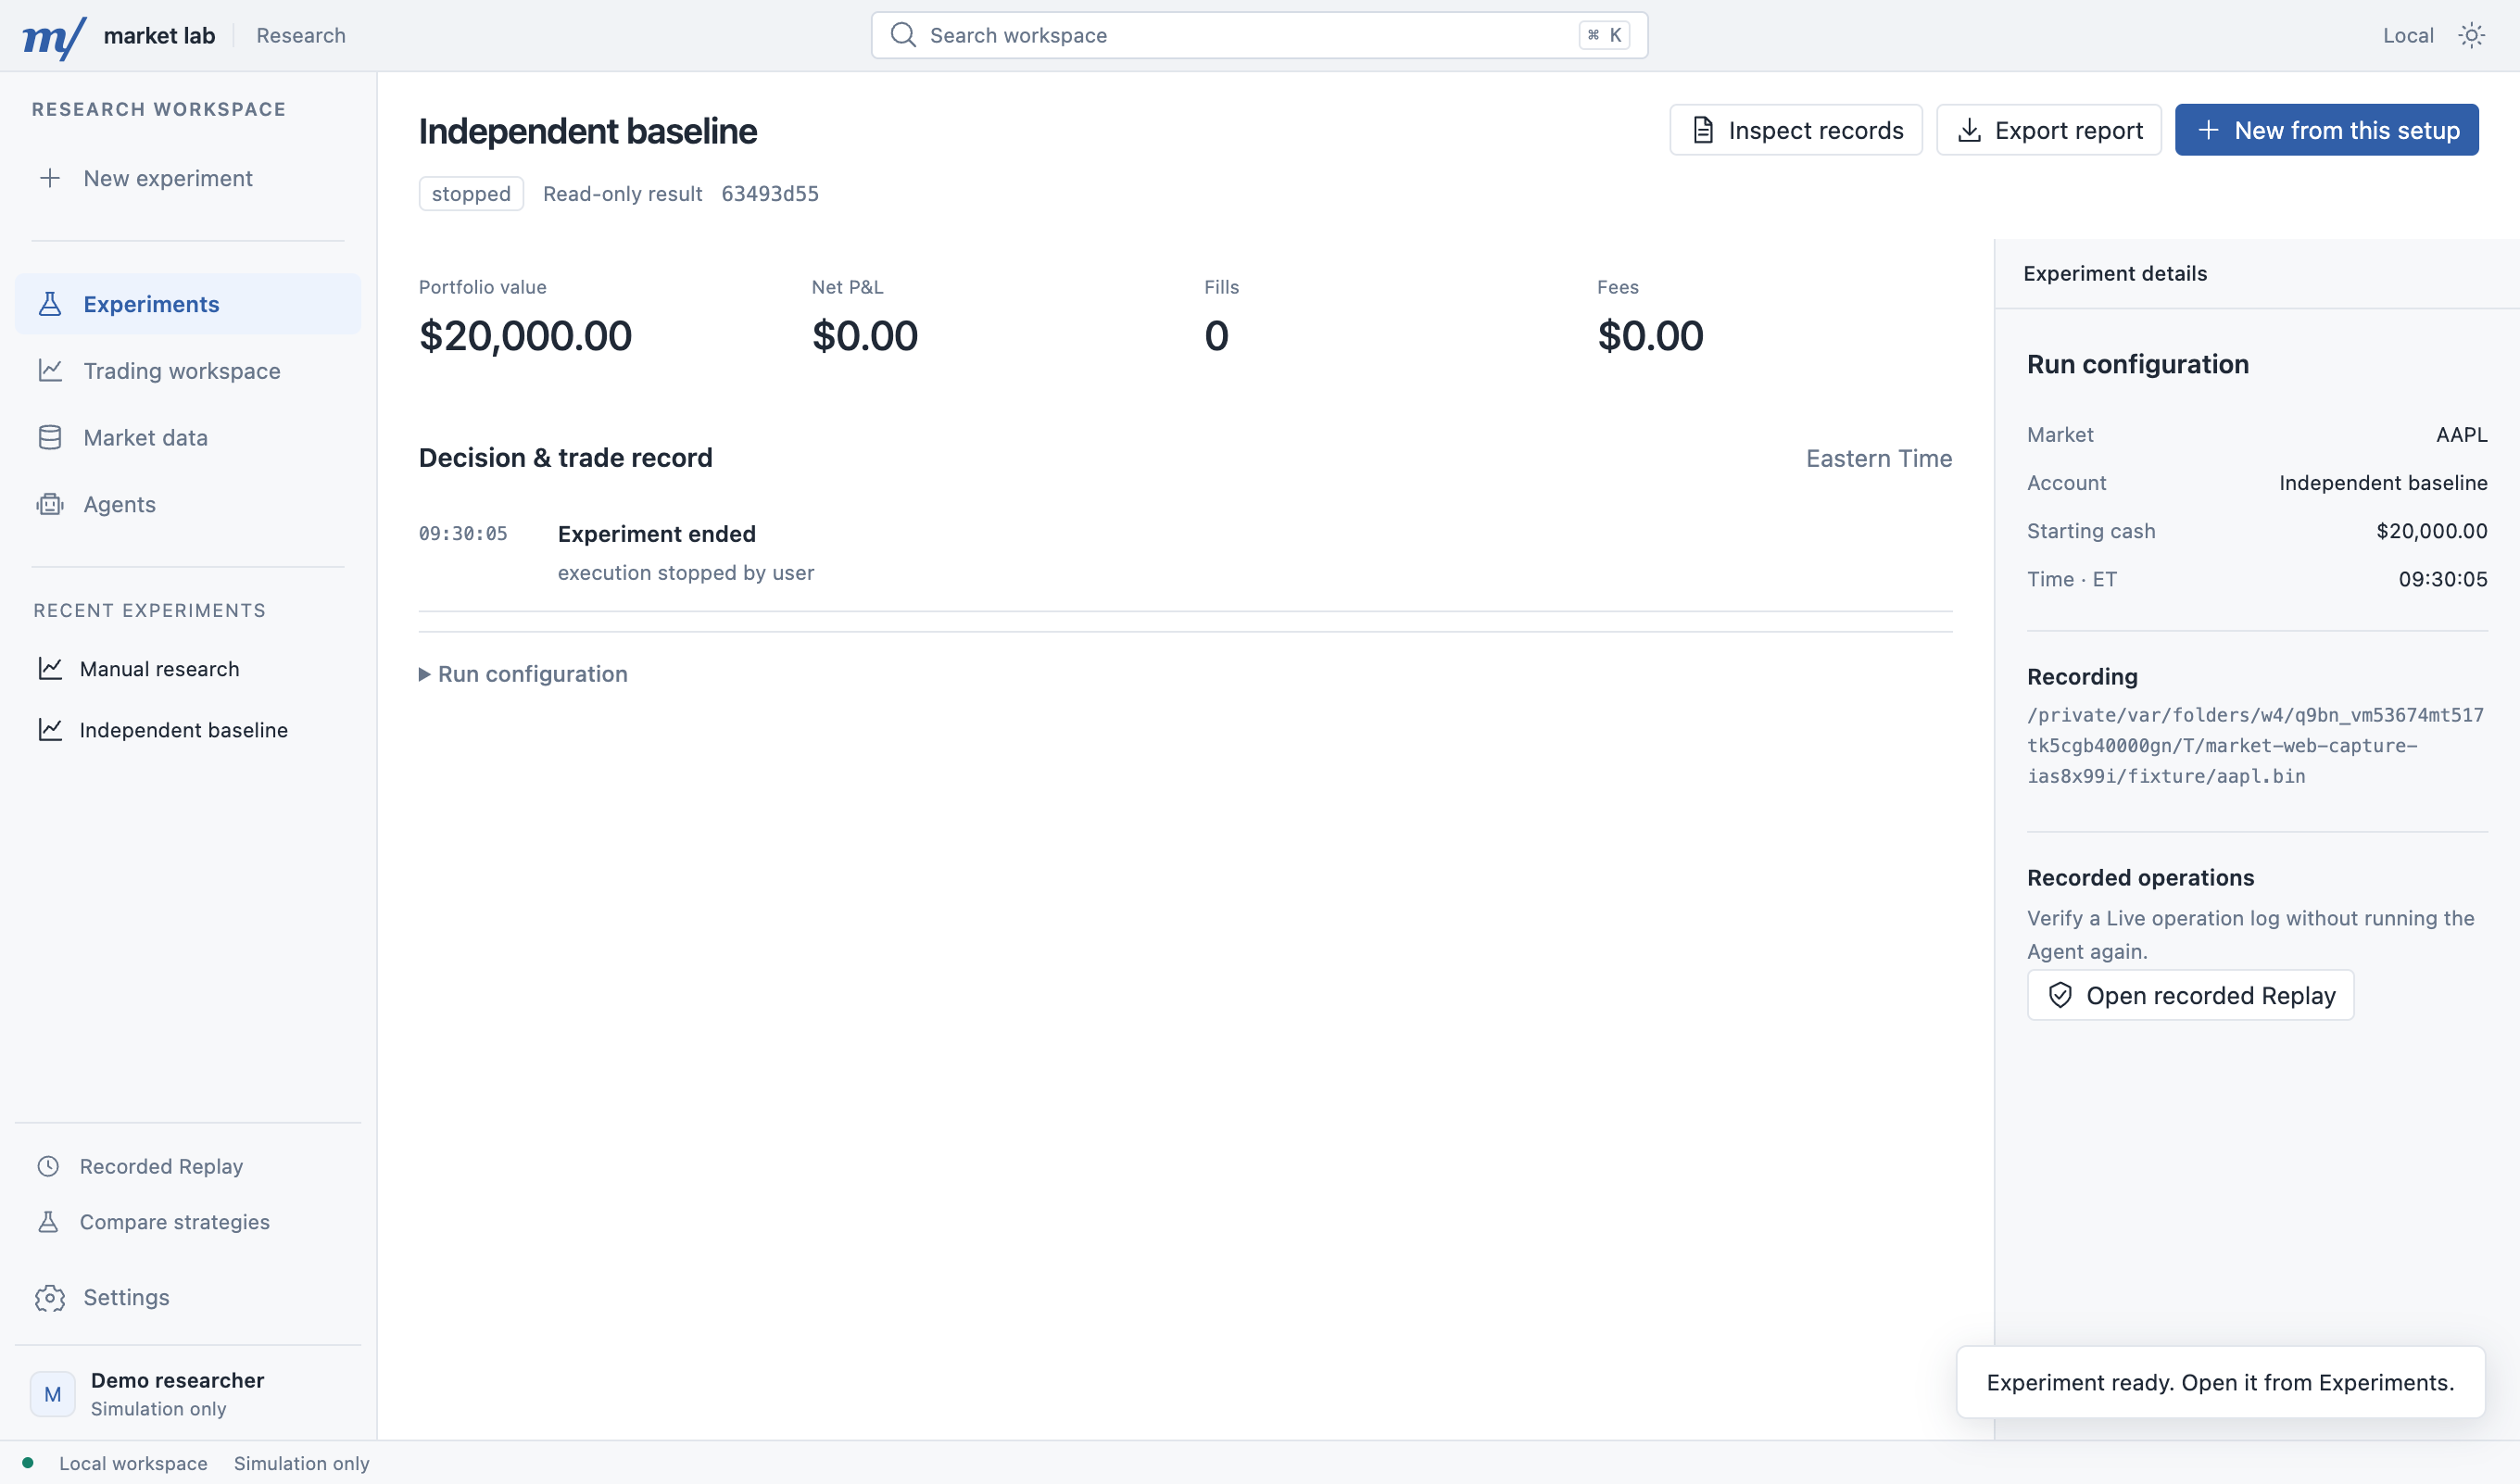 m/ market lab Research
Search workspace
⌘ K
Local
RESEARCH WORKSPACE
New experiment
Experiments
Trading workspace
Market data
Agents
RECENT EXPERIMENTS
Manual research
Independent baseline
Recorded Replay
Compare strategies
Settings
M
Demo researcher
Simulation only
Independent baseline
stopped Read-only result 63493d55
Inspect records
Export report
New from this setup
Portfolio value
$20,000.00
Net P&L
$0.00
Fills
0
Fees
$0.00
Decision & trade record
Eastern Time
09:30:05 Experiment ended
execution stopped by user
Run configuration
Experiment details
Run configuration
Market AAPL
Account Independent baseline
Starting cash $20,000.00
Time · ET 09:30:05
Recording
/private/var/folders/w4/q9bn_vm53674mt517
tk5cgb40000gn/T/market-web-capture-
ias8x99i/fixture/aapl.bin
Recorded operations
Verify a Live operation log without running the
Agent again.
Open recorded Replay
Experiment ready. Open it from Experiments.
Local workspace Simulation only